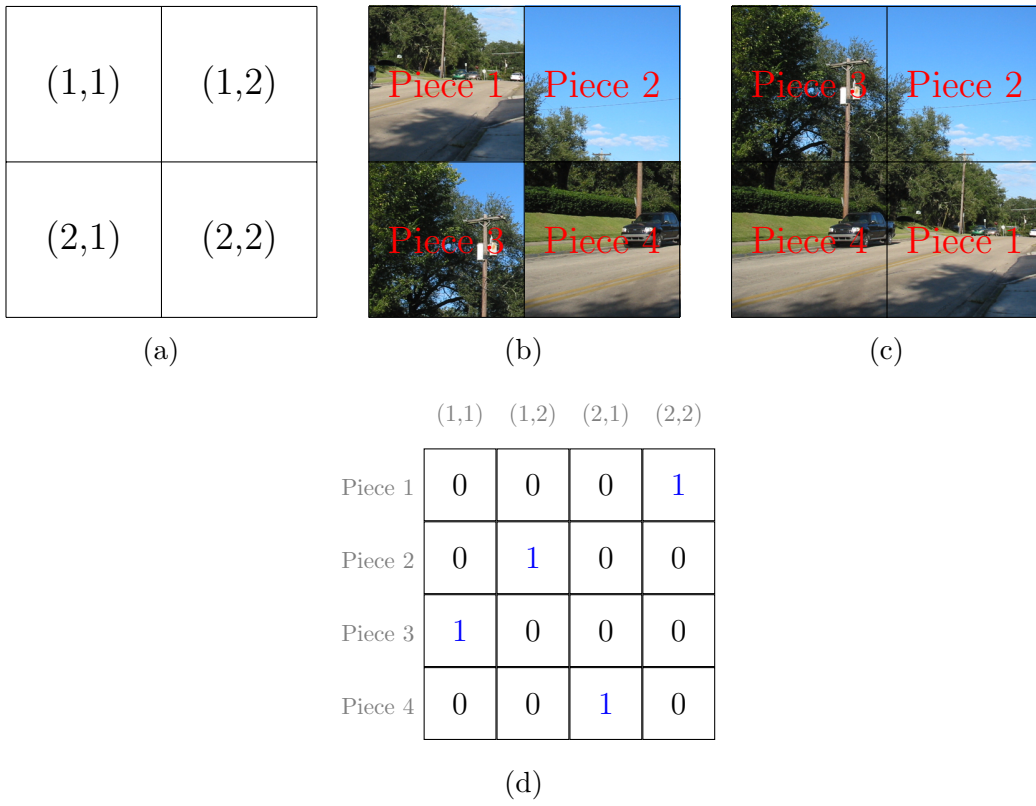 (1,1) (1,2)
(2,1) (2,2)
(a)
Piece 1 Piece 2
Piece 3 Piece 4
(b)
Piece 3 Piece 2
Piece 4 Piece 1
(c)
(1,1) (1,2) (2,1) (2,2)
Piece 1 0 0 0 1
Piece 2 0 1 0 0
Piece 3 1 0 0 0
Piece 4 0 0 1 0
(d)